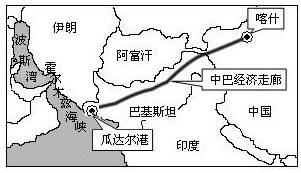 伊朗
喀什
波斯湾
阿富汗
霍尔木兹海峡
中巴经济走廊
巴基斯坦
中国
瓜达尔港
印度